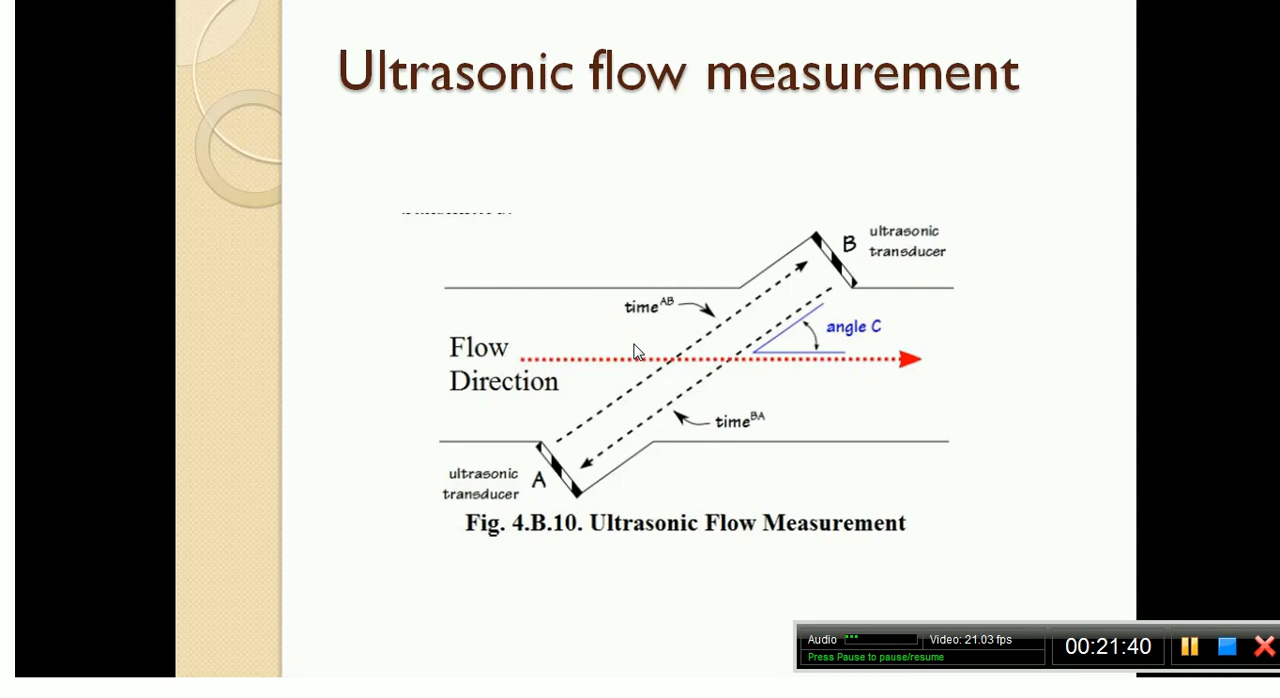 Ultrasonic flow measurement
B
ultrasonic
transducer
time^AB
angle C
Flow
Direction
time^BA
ultrasonic
transducer
A
Fig. 4.B.10. Ultrasonic Flow Measurement
Audio
Video: 21.03 fps
Press Pause to pause/resume
00:21:40